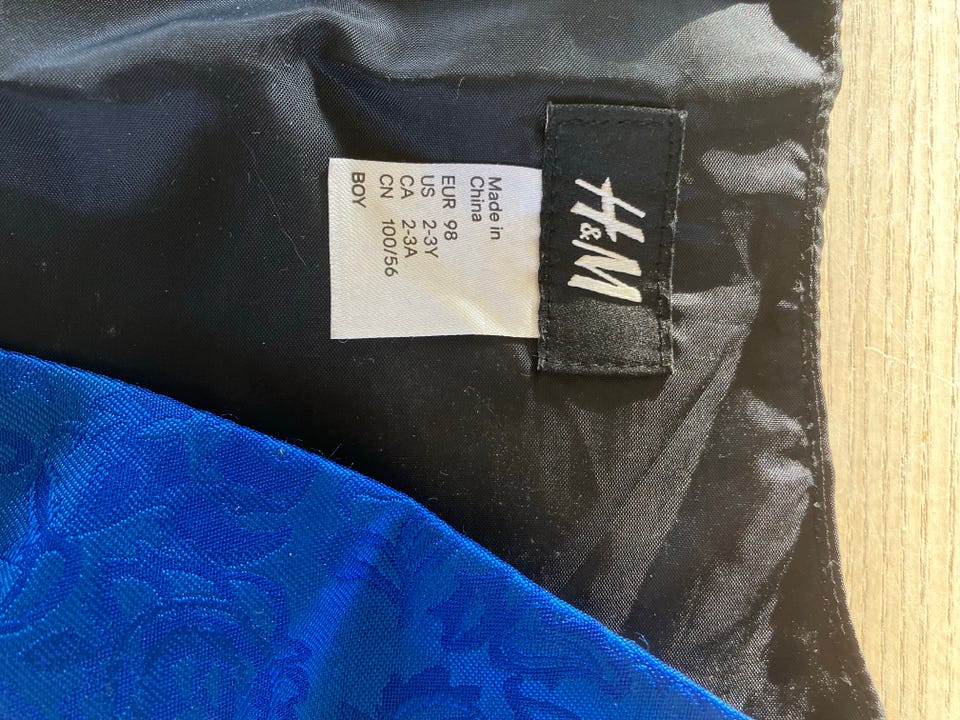 H&M
Made in
China
EUR 98
US 2-3Y
CA 2-3A
CN 100/56
BOY